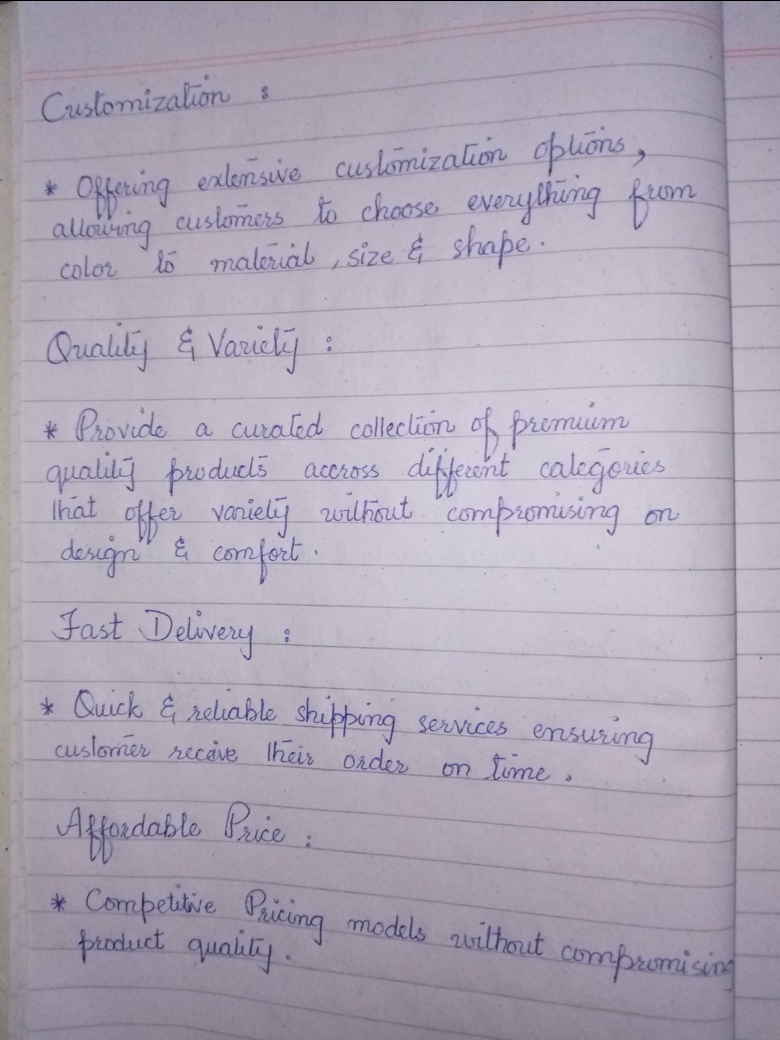 Customization :
* Offering extensive customization options,
allowing customers to choose everything from
color to material, size & shape.
Quality & Variety :
* Provide a curated collection of premium
quality products accross different categories
that offer variety without compromising on
design & comfort.
Fast Delivery :
* Quick & reliable shipping services ensuring
customer recive their order on time.
Affordable Price :
* Competitive Pricing models without compromising
product quality.